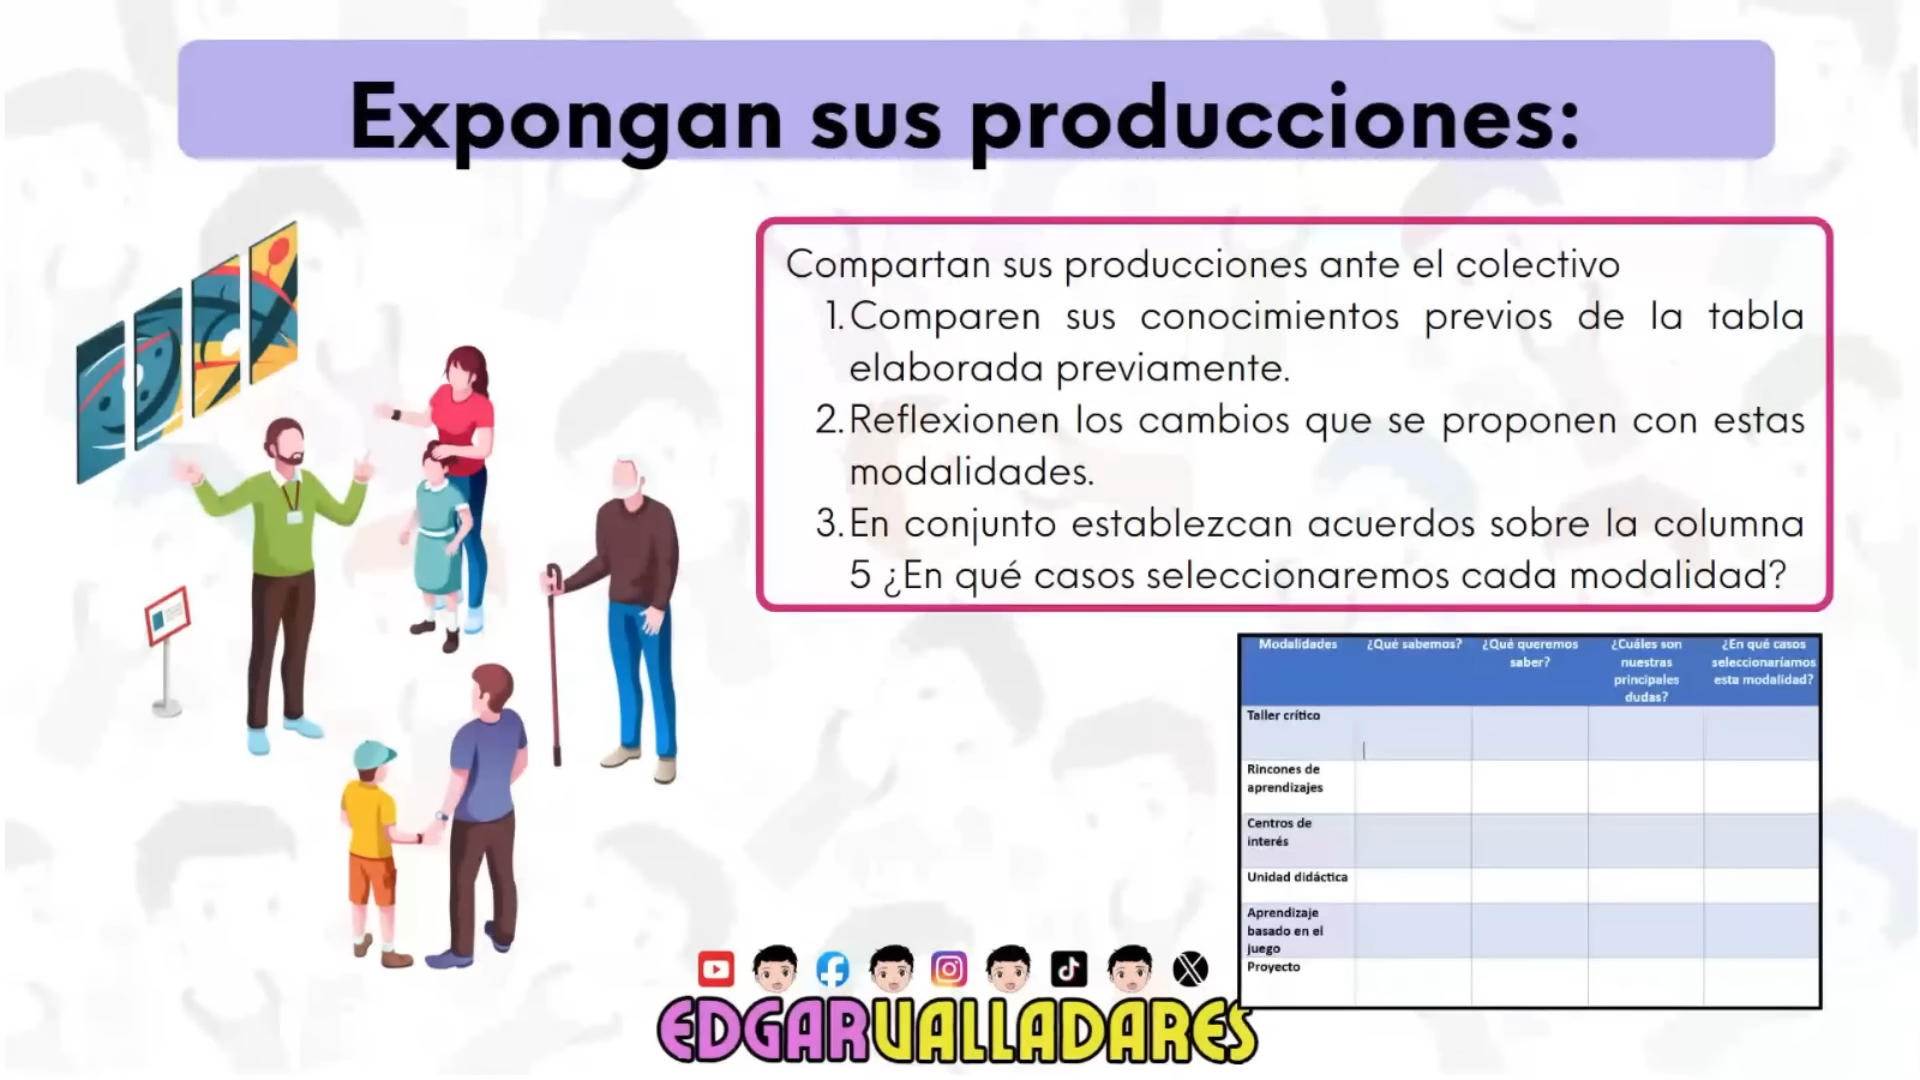 Expongan sus producciones:
Compartan sus producciones ante el colectivo
1. Comparen sus conocimientos previos de la tabla
elaborada previamente.
2. Reflexionen los cambios que se proponen con estas
modalidades.
3. En conjunto establezcan acuerdos sobre la columna
5 ¿En qué casos seleccionaremos cada modalidad?
Modalidades
¿Qué sabemos?
¿Qué queremos
saber?
¿Cuáles son
nuestras
principales
dudas?
¿En qué casos
seleccionaríamos
esta modalidad?
Taller crítico
Rincones de
aprendizajes
Centros de
interés
Unidad didáctica
Aprendizaje
basado en el
juego
Proyecto
EDGARVALLADARES